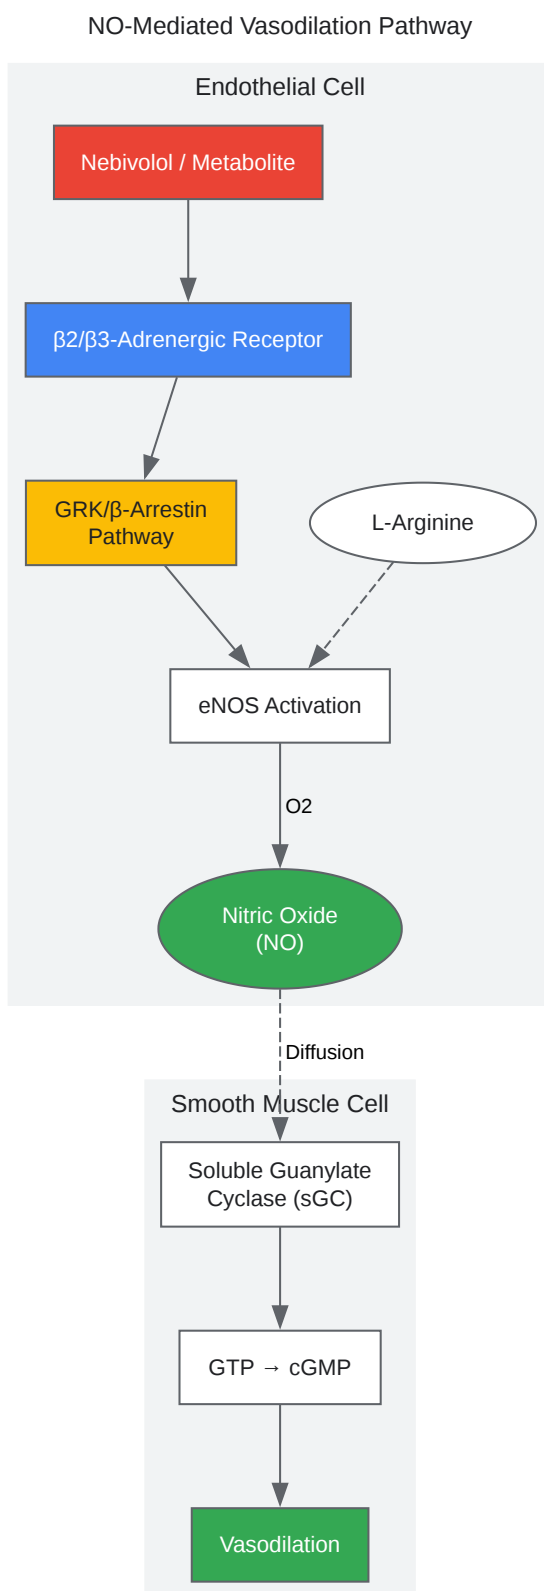 NO-Mediated Vasodilation Pathway
Endothelial Cell
Nebivolol / Metabolite
β2/β3-Adrenergic Receptor
GRK/β-Arrestin
Pathway
L-Arginine
eNOS Activation
O2
Nitric Oxide
(NO)
Diffusion
Smooth Muscle Cell
Soluble Guanylate
Cyclase (sGC)
GTP → cGMP
Vasodilation